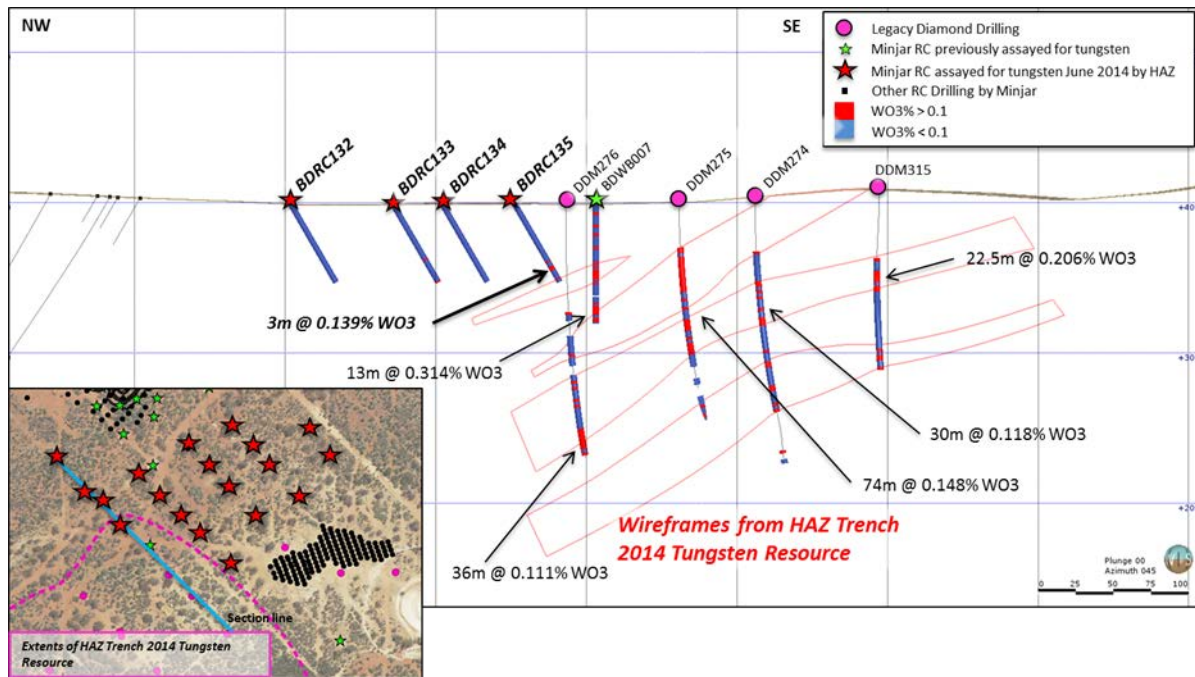 NW
SE
Legacy Diamond Drilling
Minjar RC previously assayed for tungsten
Minjar RC assayed for tungsten June 2014 by HAZ
Other RC Drilling by Minjar
WO3% > 0.1
WO3% < 0.1
BDRC132
BDRC133
BDRC134
BDRC135
DDM276
BDWB007
DDM275
DDM274
DDM315
+40
22.5m @ 0.206% WO3
3m @ 0.139% WO3
+30
13m @ 0.314% WO3
30m @ 0.118% WO3
74m @ 0.148% WO3
+20
Wireframes from HAZ Trench
2014 Tungsten Resource
36m @ 0.111% WO3
Plunge 00
Azimuth 045
0 25 50 75 100
Section line
Extents of HAZ Trench 2014 Tungsten
Resource